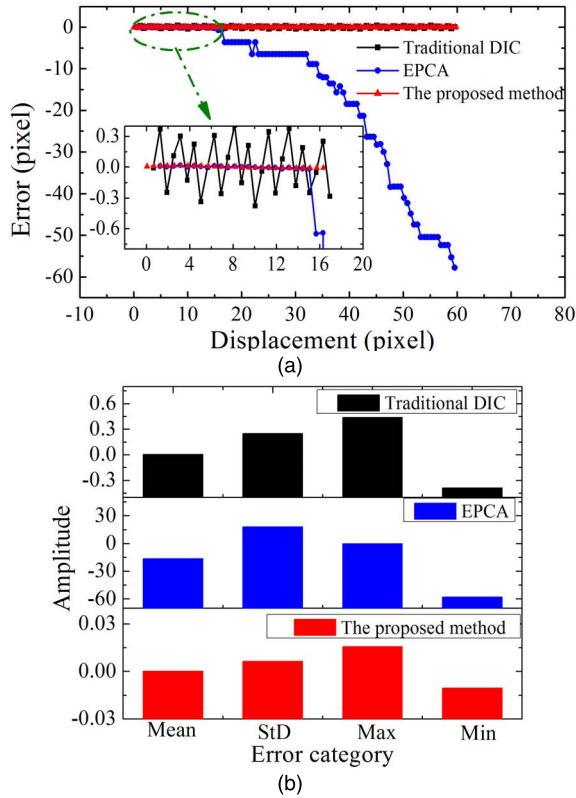 0
-10
-20
-30
-40
-50
-60
Error (pixel)
Traditional DIC
EPCA
The proposed method
0.3
0.0
-0.3
-0.6
0 4 8 12 16 20
-10 0 10 20 30 40 50 60 70 80
Displacement (pixel)
(a)
Amplitude
0.6
0.3
0.0
-0.3
Traditional DIC
30
0
-30
-60
EPCA
0.03
0.00
-0.03
The proposed method
Mean StD Max Min
Error category
(b)